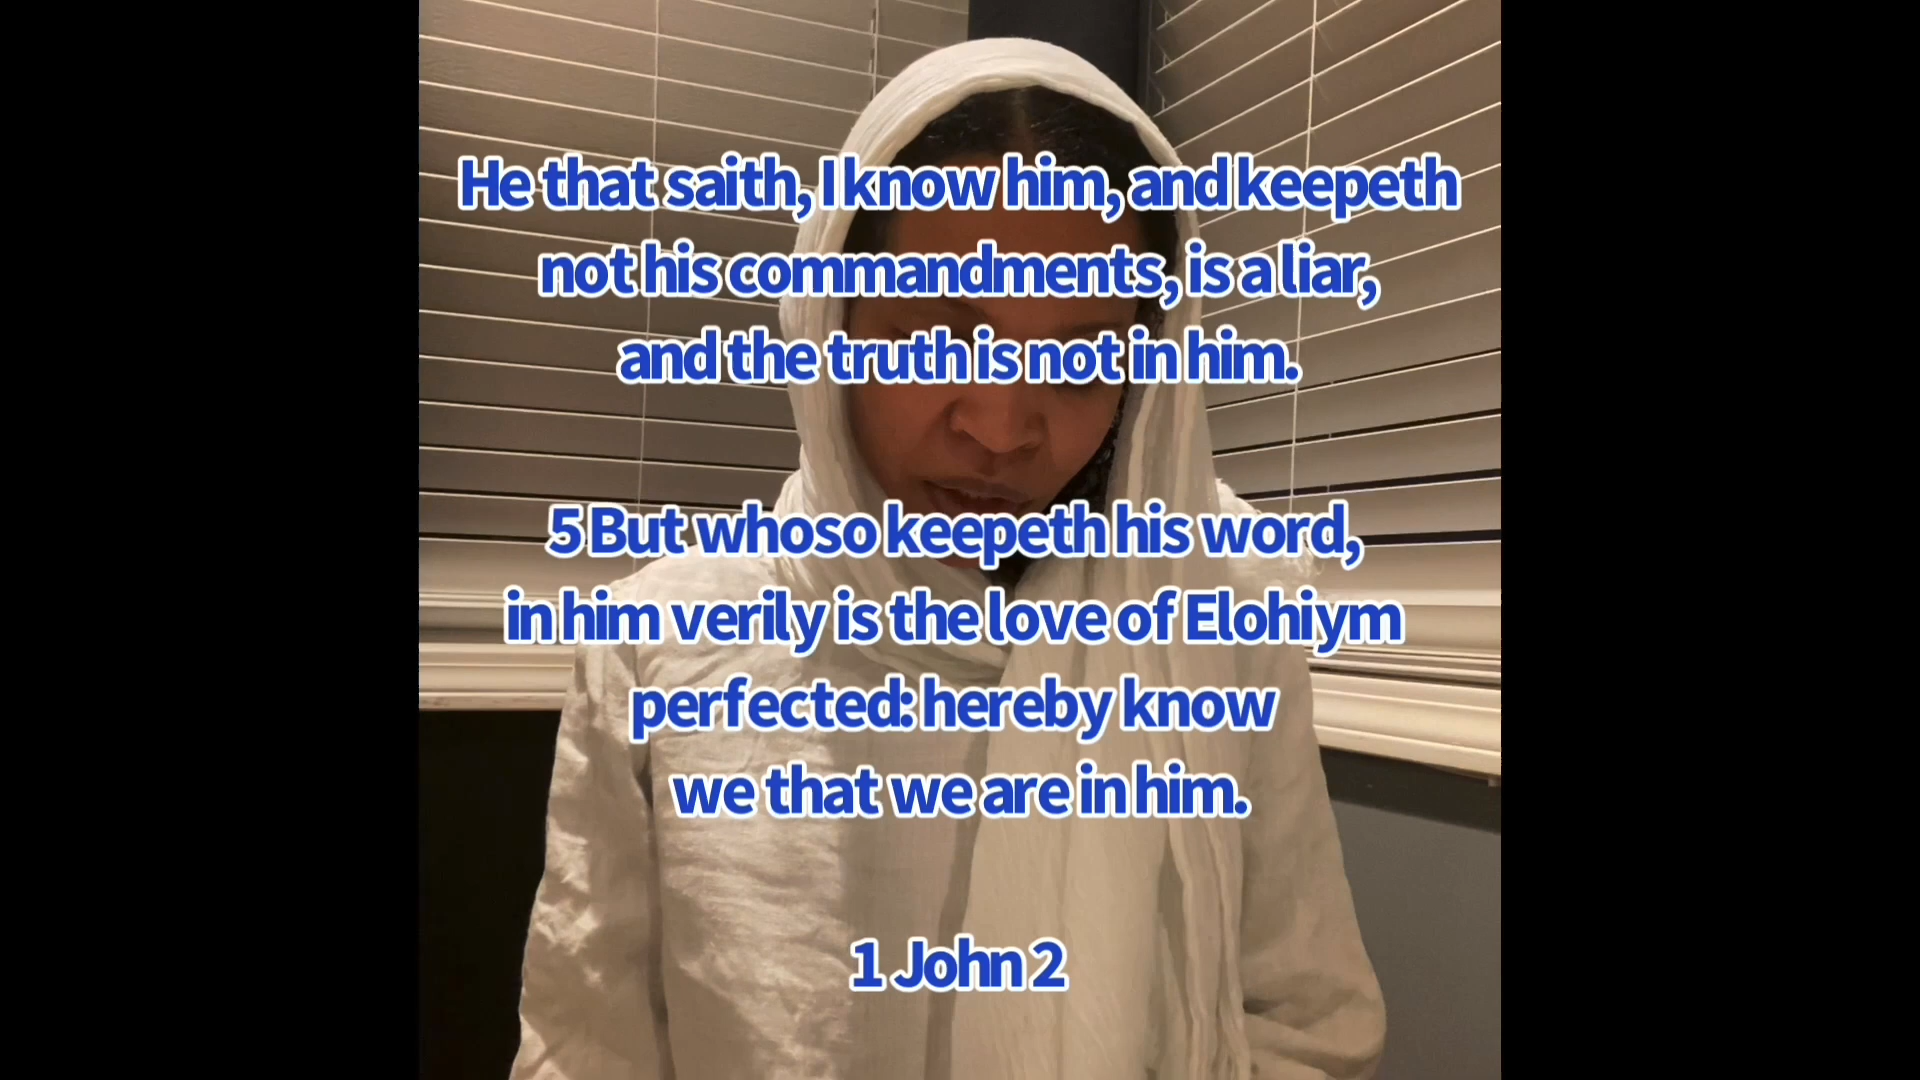 He that saith, I know him, and keepeth
not his commandments, is a liar,
and the truth is not in him.
5 But whoso keepeth his word,
in him verily is the love of Elohiym
perfected: hereby know
we that we are in him.
1 John 2